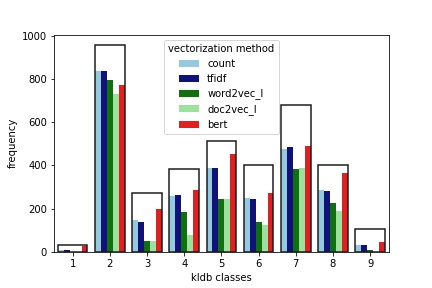 1000
800
600
400
200
0
frequency
vectorization method
count
tfidf
word2vec_l
doc2vec_l
bert
1 2 3 4 5 6 7 8 9
kldb classes